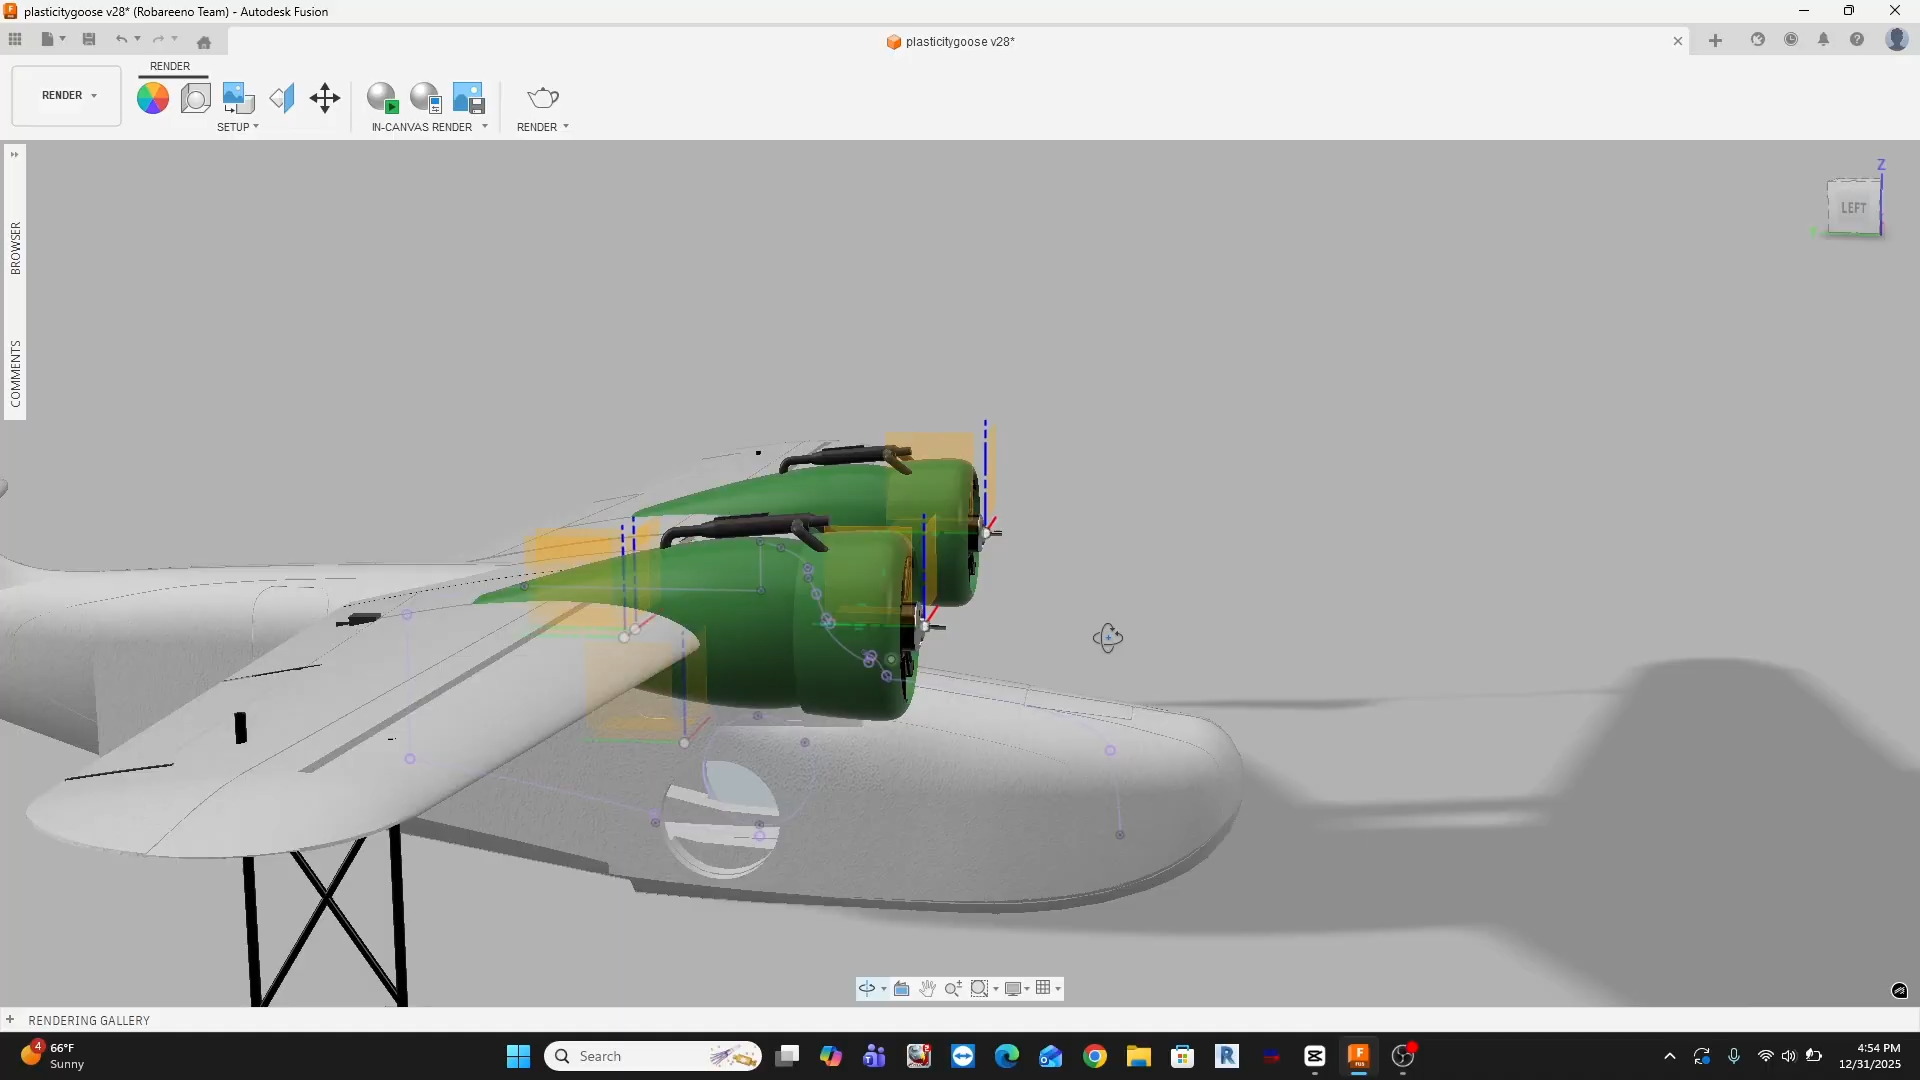 plasticitygoose v28* (Robareeno Team) - Autodesk Fusion
plasticitygoose v28*
RENDER
RENDER
SETUP
IN-CANVAS RENDER
RENDER
BROWSER
COMMENTS
Z
LEFT
RENDERING GALLERY
4
66°F
Sunny
Search
4:54 PM
12/31/2025